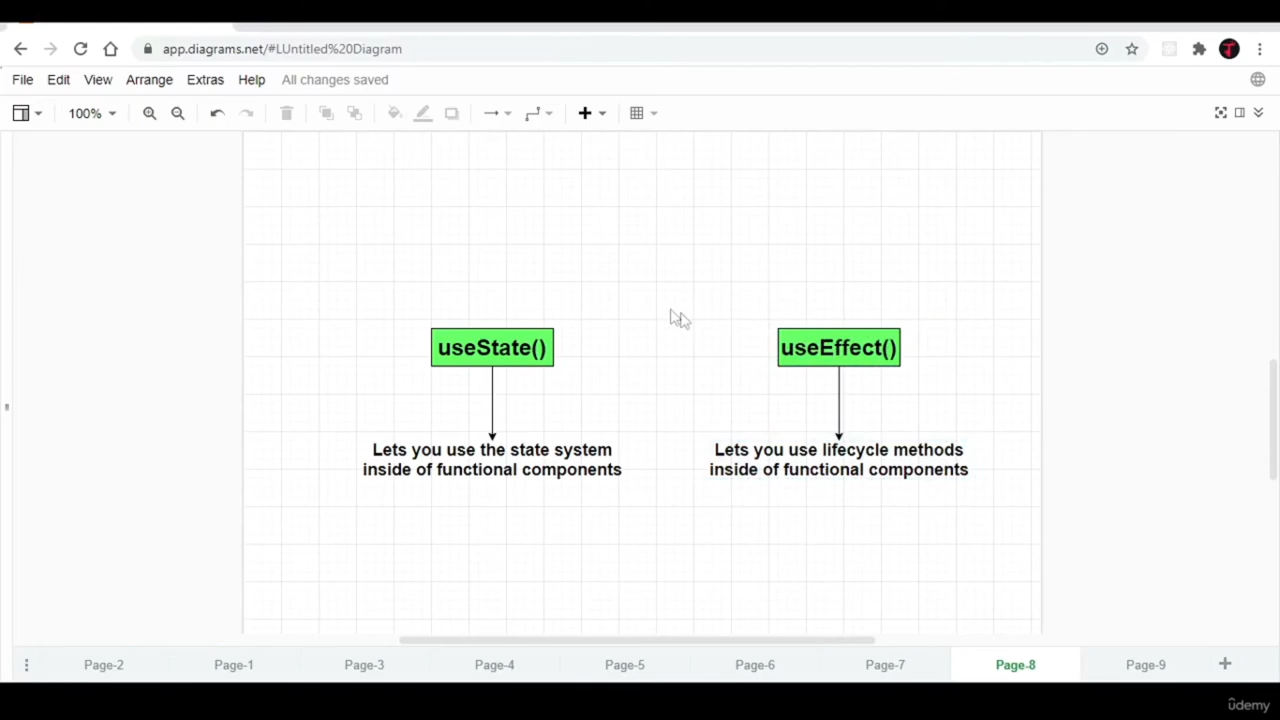 app.diagrams.net/#LUntitled%20Diagram
File Edit View Arrange Extras Help All changes saved
100%
useState() useEffect()
Lets you use the state system
inside of functional components
Lets you use lifecycle methods
inside of functional components
Page-2 Page-1 Page-3 Page-4 Page-5 Page-6 Page-7 Page-8 Page-9
ûdemy